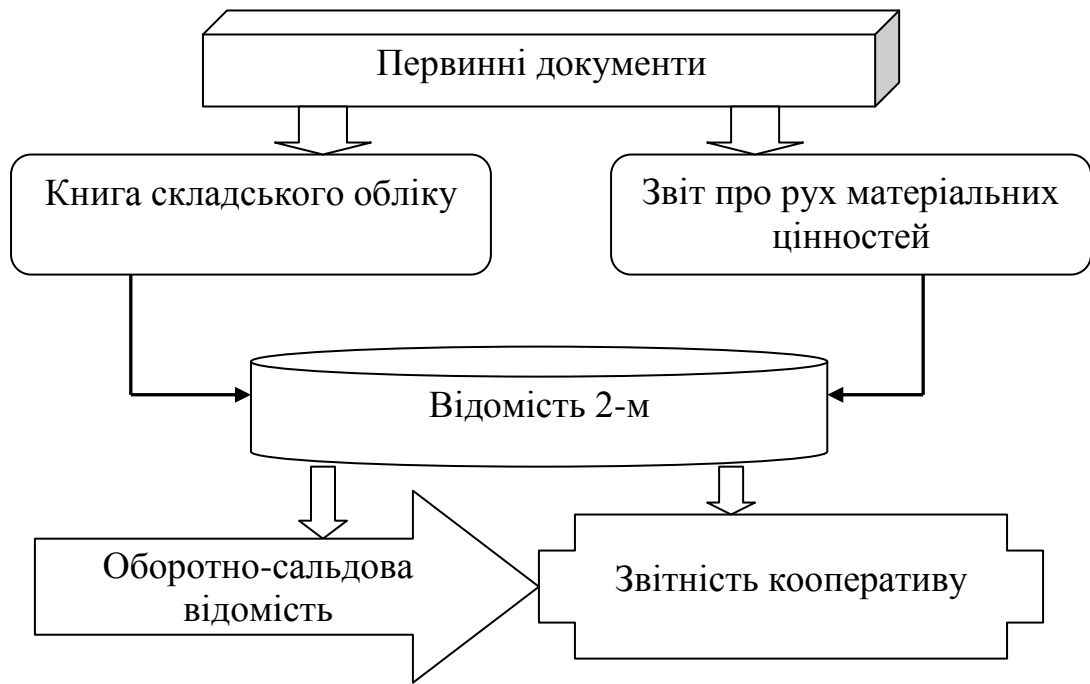 Первинні документи
Книга складського обліку
Звіт про рух матеріальних
цінностей
Відомість 2-м
Оборотно-сальдова
відомість
Звітність кооперативу